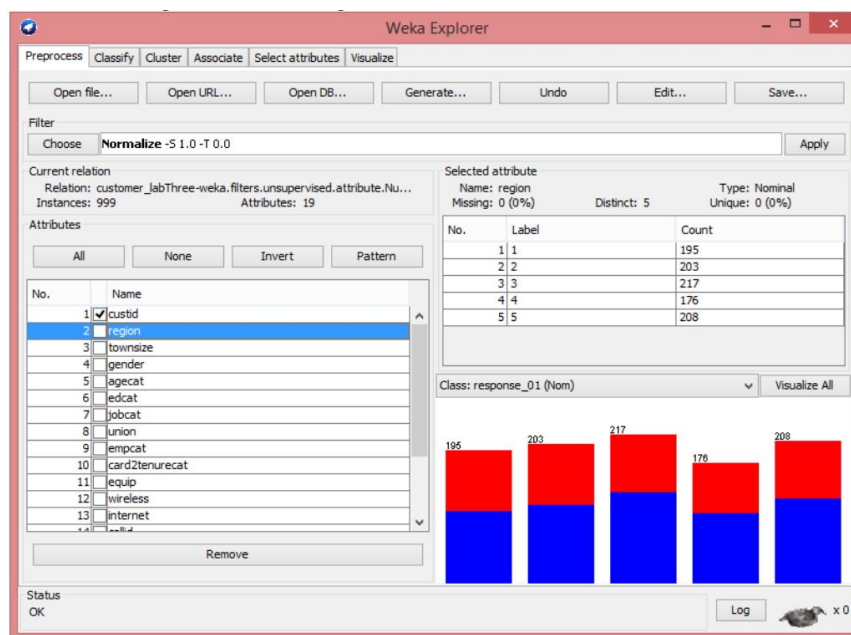 Weka Explorer
Preprocess Classify Cluster Associate Select attributes Visualize
Open file... Open URL... Open DB... Generate... Undo Edit... Save...
Filter
Choose Normalize -S 1.0 -T 0.0 Apply
Current relation
Relation: customer_labThree-weka.filters.unsupervised.attribute.Nu...
Instances: 999 Attributes: 19
Attributes
All None Invert Pattern
No. Name
1 custid
2 region
3 townsize
4 gender
5 agecat
6 edcat
7 jobcat
8 union
9 empcat
10 card2tenurecat
11 equip
12 wireless
13 internet
Remove
Selected attribute
Name: region Type: Nominal
Missing: 0 (0%) Distinct: 5 Unique: 0 (0%)
No. Label Count
1 1 195
2 2 203
3 3 217
4 4 176
5 5 208
Class: response_01 (Nom) Visualize All
195 203 217 176 208
Status
OK Log x 0